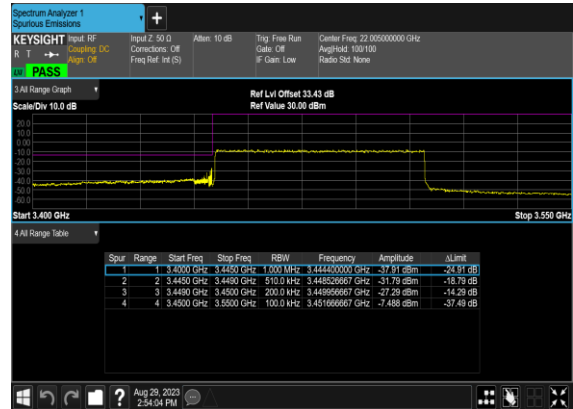 Spectrum Analyzer 1
Spurious Emissions
KEYSIGHT Input: RF Input Z: 50 Ω Atten: 10 dB Trig: Free Run Center Freq: 22.005000000 GHz
R T Coupling: DC Corrections: Off Gate: Off Avg|Hold: 100/100
Align: Off Freq Ref: Int (S) IF Gain: Low Radio Std: None
PASS
3 All Range Graph
Ref Lvl Offset 33.43 dB
Scale/Div 10.0 dB Ref Value 30.00 dBm
20.0
10.0
0.00
-10.0
-20.0
-30.0
-40.0
-50.0
-60.0
Start 3.400 GHz Stop 3.550 GHz
4 All Range Table
Spur Range Start Freq Stop Freq RBW Frequency Amplitude ΔLimit
1 1 3.4000 GHz 3.4450 GHz 1.000 MHz 3.444400000 GHz -37.91 dBm -24.91 dB
2 2 3.4450 GHz 3.4490 GHz 510.0 kHz 3.448526667 GHz -31.79 dBm -18.79 dB
3 3 3.4490 GHz 3.4500 GHz 200.0 kHz 3.449956667 GHz -27.29 dBm -14.29 dB
4 4 3.4500 GHz 3.5500 GHz 100.0 kHz 3.451666667 GHz -7.488 dBm -37.49 dB
? Aug 29, 2023
2:54:04 PM